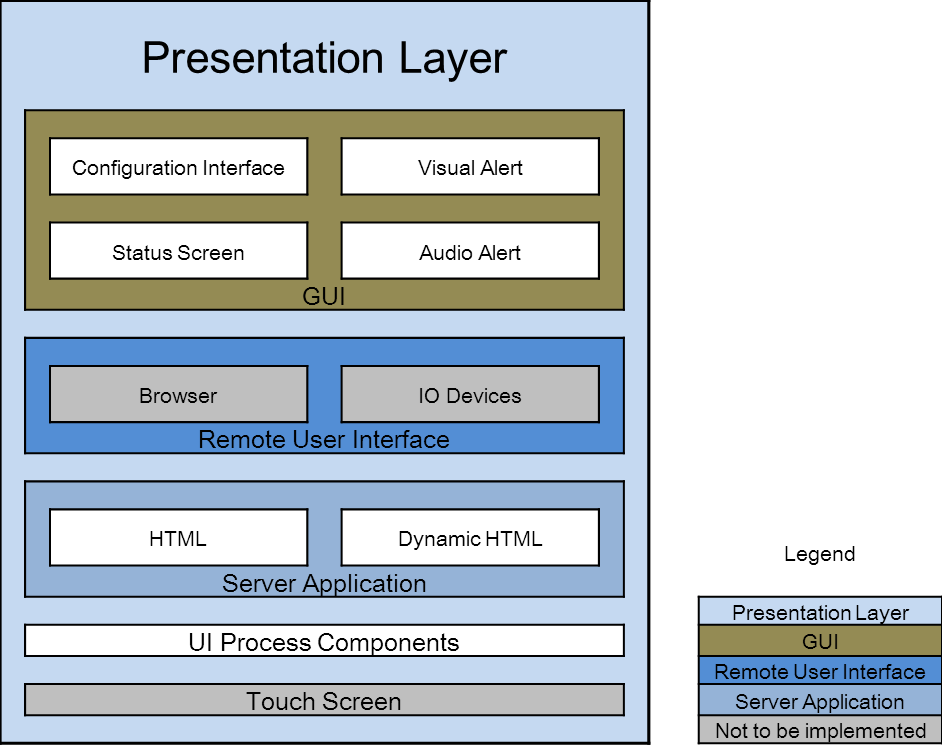 Presentation Layer
Configuration Interface
Visual Alert
Status Screen
Audio Alert
GUI
Browser
IO Devices
Remote User Interface
HTML
Dynamic HTML
Server Application
UI Process Components
Touch Screen
Legend
Presentation Layer
GUI
Remote User Interface
Server Application
Not to be implemented